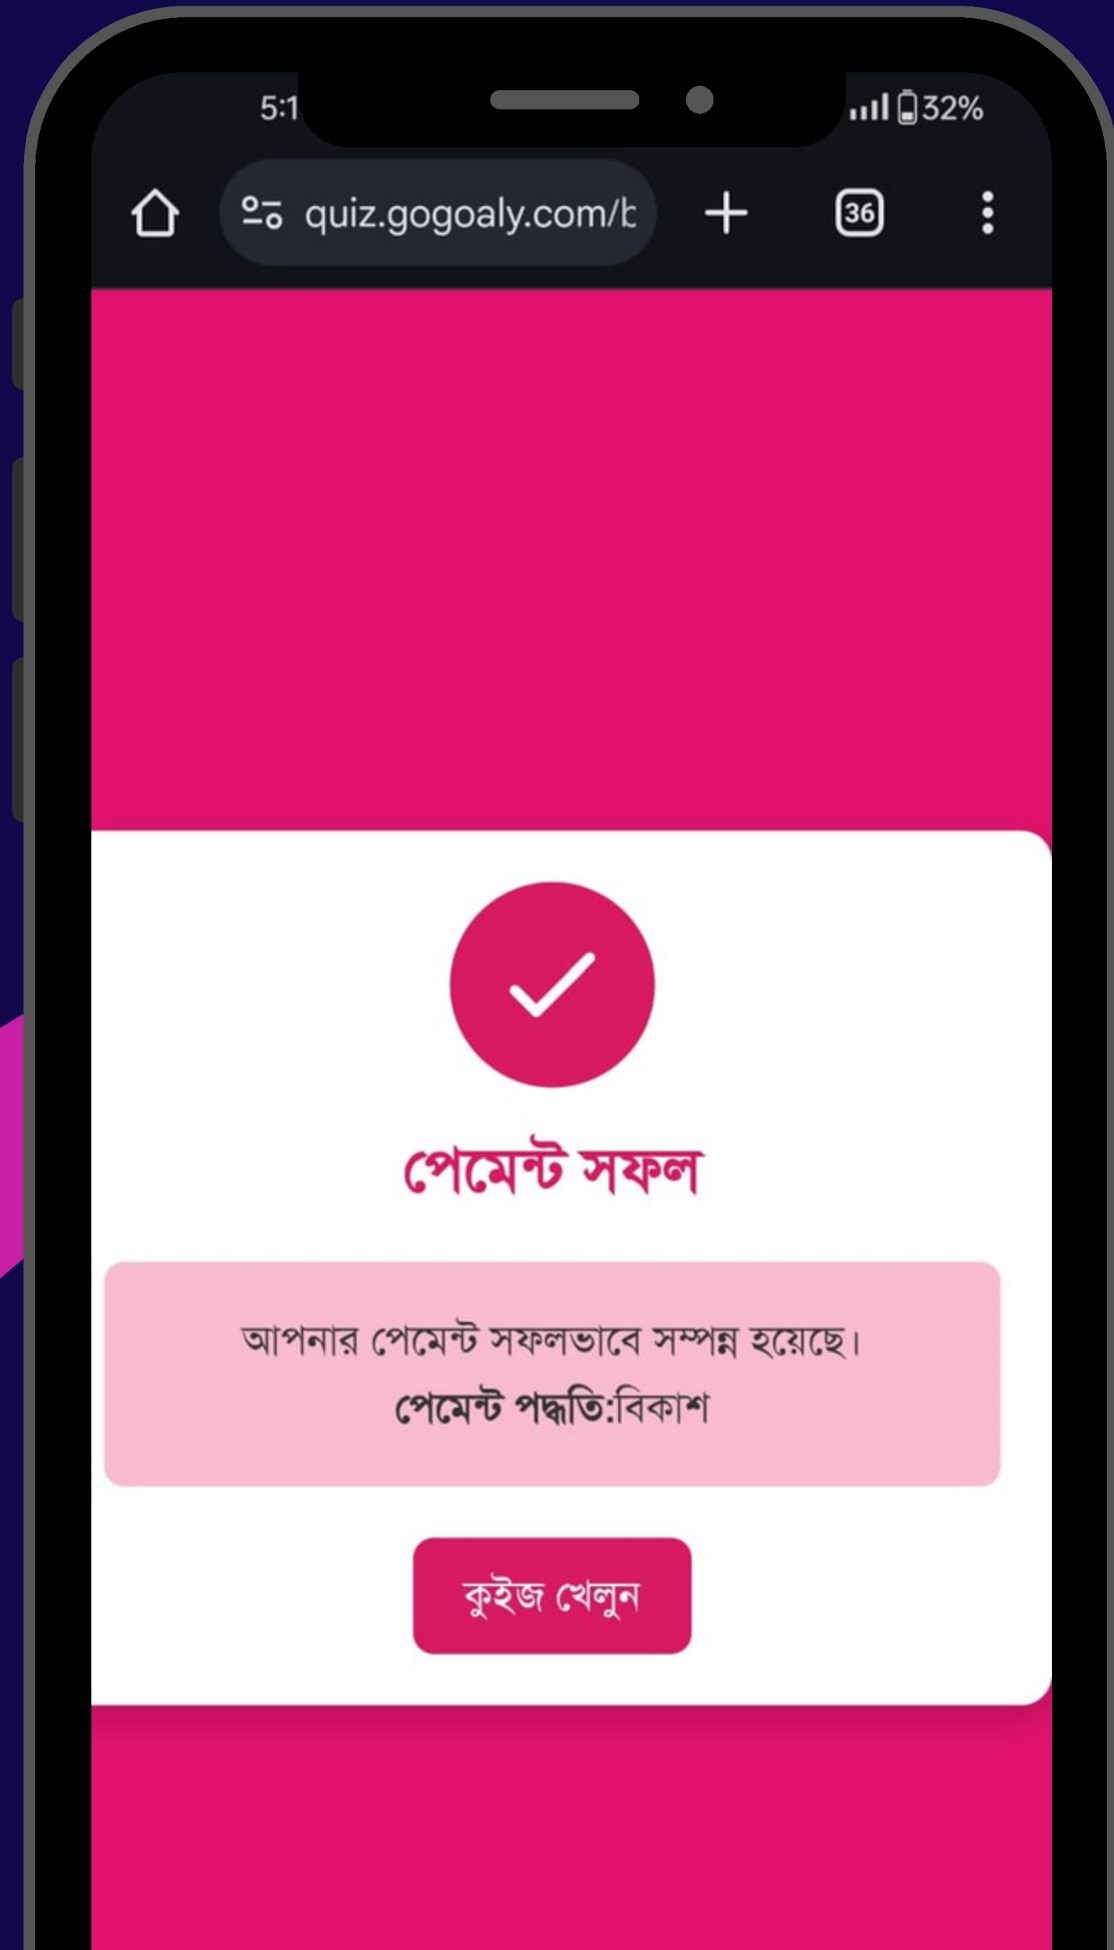 5:1
32%
quiz.gogoaly.com/b
36
পেমেন্ট সফল
আপনার পেমেন্ট সফলভাবে সম্পন্ন হয়েছে।
পেমেন্ট পদ্ধতি:বিকাশ
কুইজ খেলুন